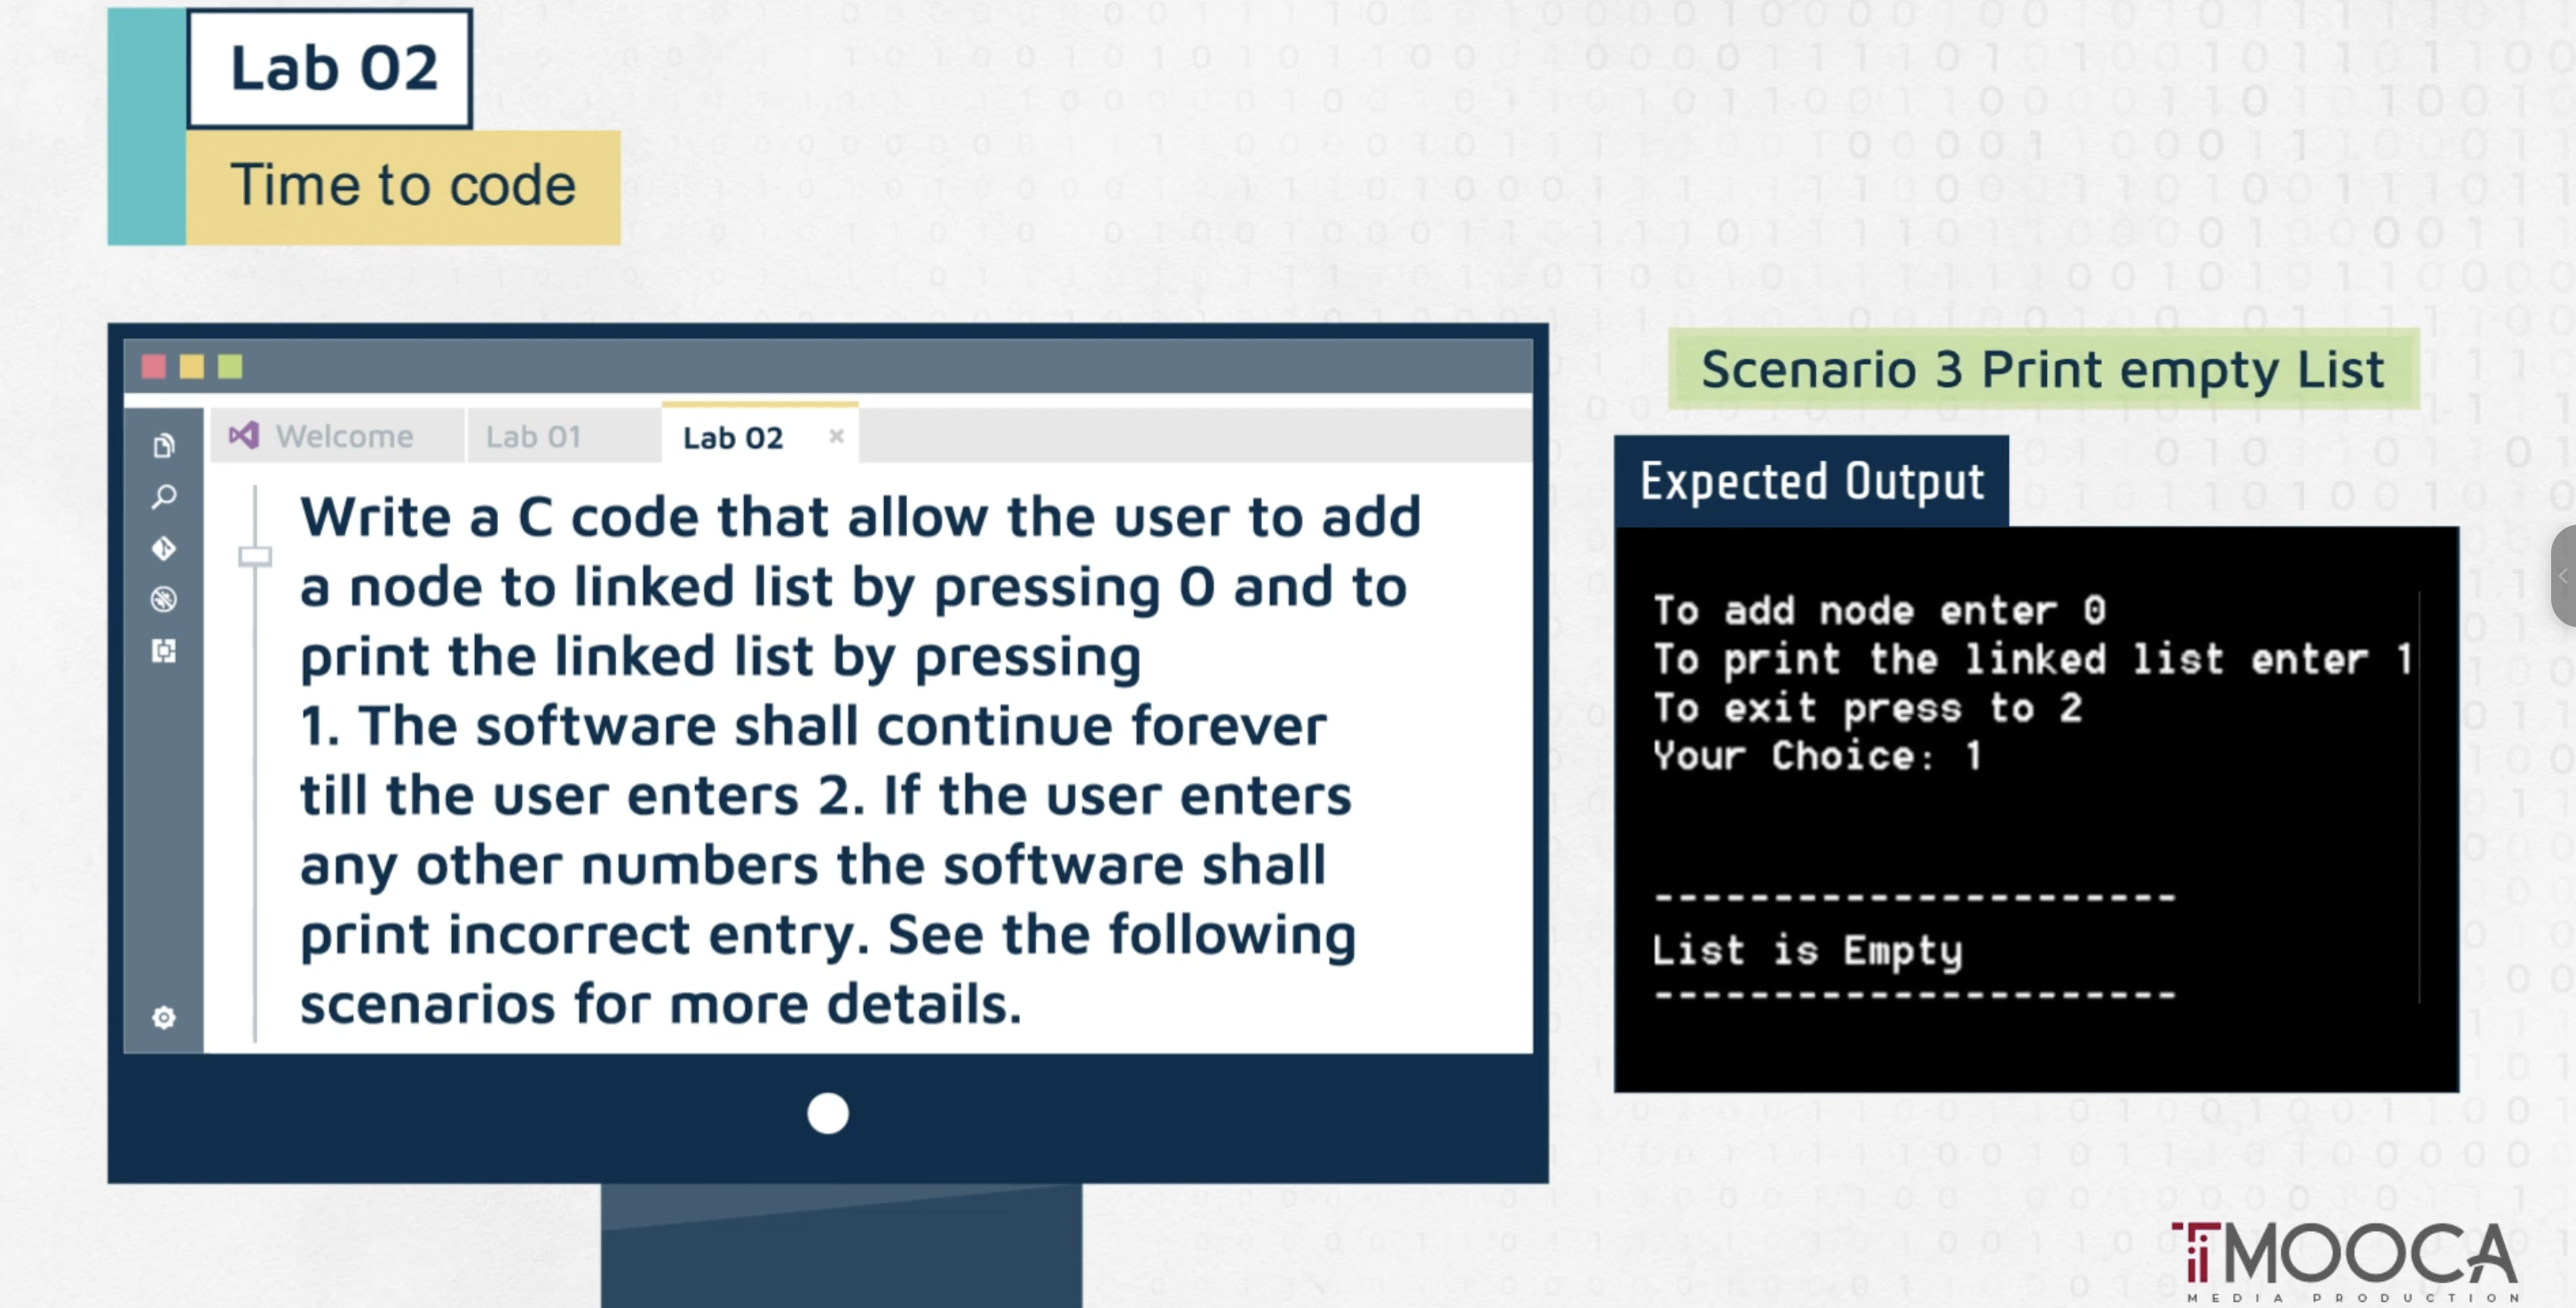 Lab 02
Time to code
Welcome
Lab 01
Lab 02
Write a C code that allow the user to add
a node to linked list by pressing 0 and to
print the linked list by pressing
1. The software shall continue forever
till the user enters 2. If the user enters
any other numbers the software shall
print incorrect entry. See the following
scenarios for more details.
Scenario 3 Print empty List
Expected Output
To add node enter 0
To print the linked list enter 1
To exit press to 2
Your Choice: 1
----------------------
List is Empty
----------------------
MOOCA
MEDIA PRODUCTION